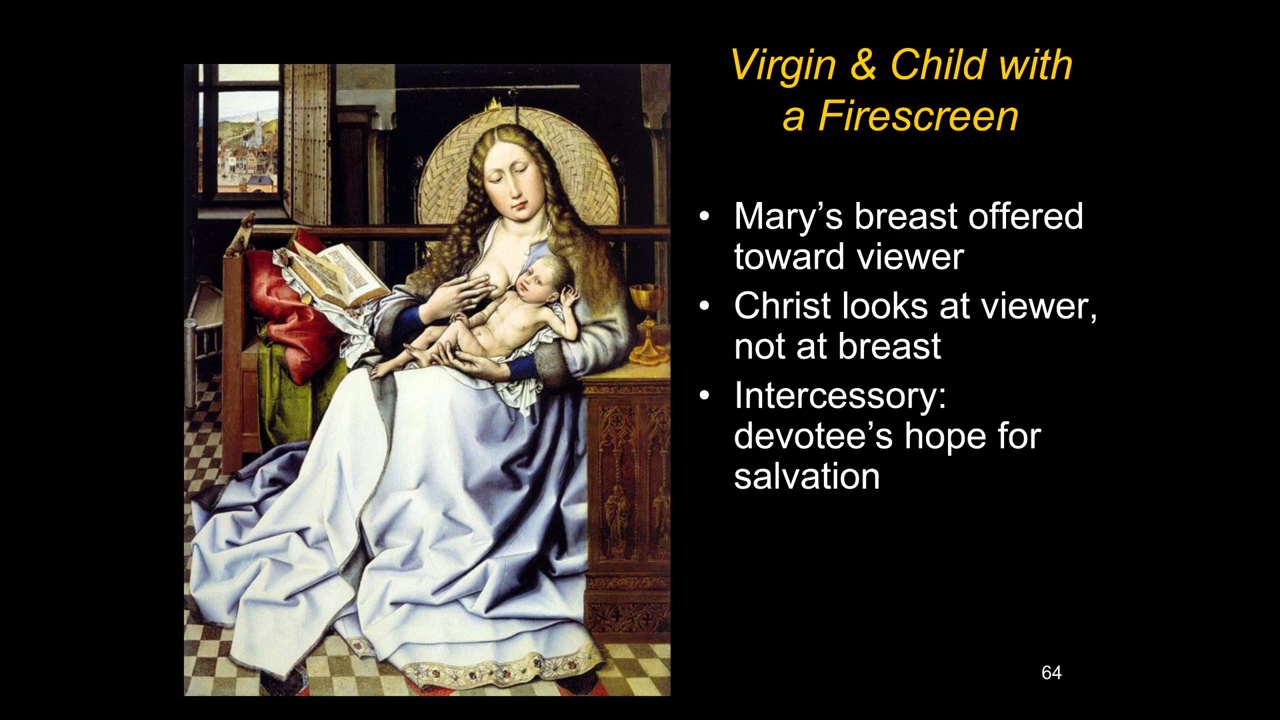 Virgin & Child with
a Firescreen
• Mary’s breast offered
toward viewer
• Christ looks at viewer,
not at breast
• Intercessory:
devotee’s hope for
salvation
64